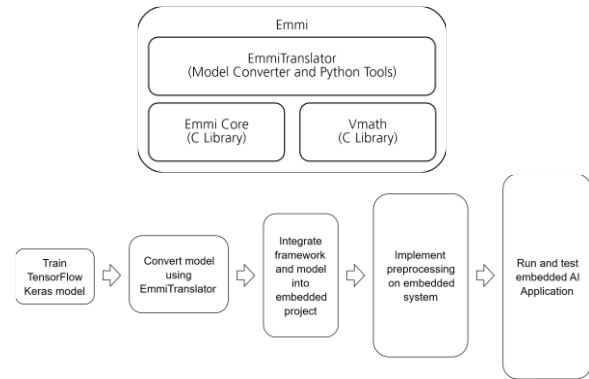 Emmi
EmmiTranslator
(Model Converter and Python Tools)
Emmi Core
(C Library)
Vmath
(C Library)
Train
TensorFlow
Keras model
Convert model
using
EmmiTranslator
Integrate
framework
and model
into
embedded
project
Implement
preprocessing
on embedded
system
Run and test
embedded AI
Application